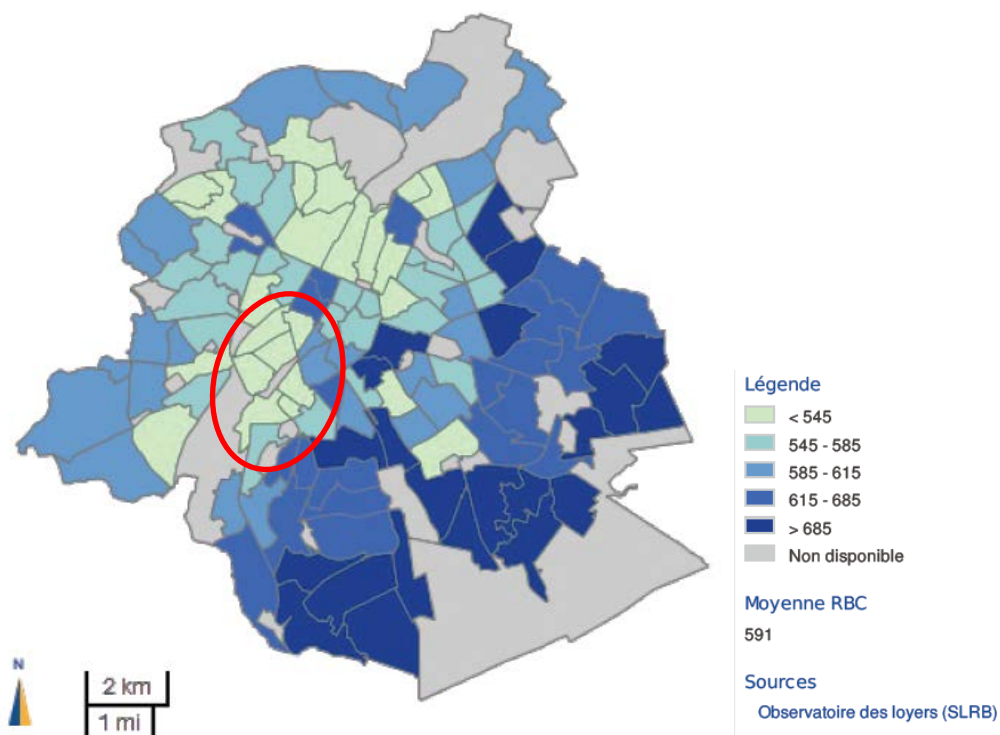 Légende
< 545
545 - 585
585 - 615
615 - 685
> 685
Non disponible
Moyenne RBC
591
Sources
Observatoire des loyers (SLRB)
N
2 km
1 mi